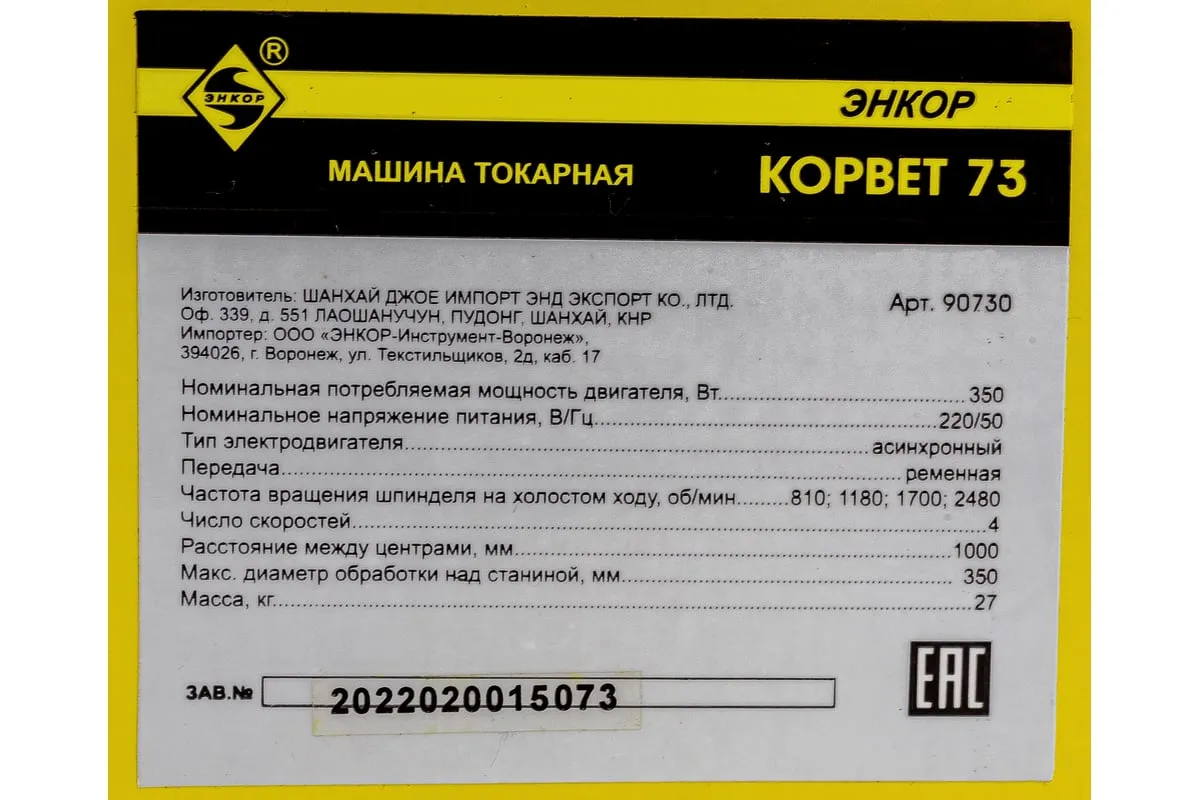 ЭНКОР ®
ЭНКОР
МАШИНА ТОКАРНАЯ КОРВЕТ 73
Изготовитель: ШАНХАЙ ДЖОЕ ИМПОРТ ЭНД ЭКСПОРТ КО., ЛТД. Арт. 90730
Оф. 339, д. 551 ЛАОШАНУЧУН, ПУДОНГ, ШАНХАЙ, КНР
Импортер: ООО «ЭНКОР-Инструмент-Воронеж»,
394026, г. Воронеж, ул. Текстильщиков, 2д, каб. 17
Номинальная потребляемая мощность двигателя, Вт........................350
Номинальное напряжение питания, В/Гц........................220/50
Тип электродвигателя........................асинхронный
Передача........................ременная
Частота вращения шпинделя на холостом ходу, об/мин.........810; 1180; 1700; 2480
Число скоростей........................4
Расстояние между центрами, мм........................1000
Макс. диаметр обработки над станиной, мм........................350
Масса, кг........................27
ЗАВ.№ 2022020015073
EAC